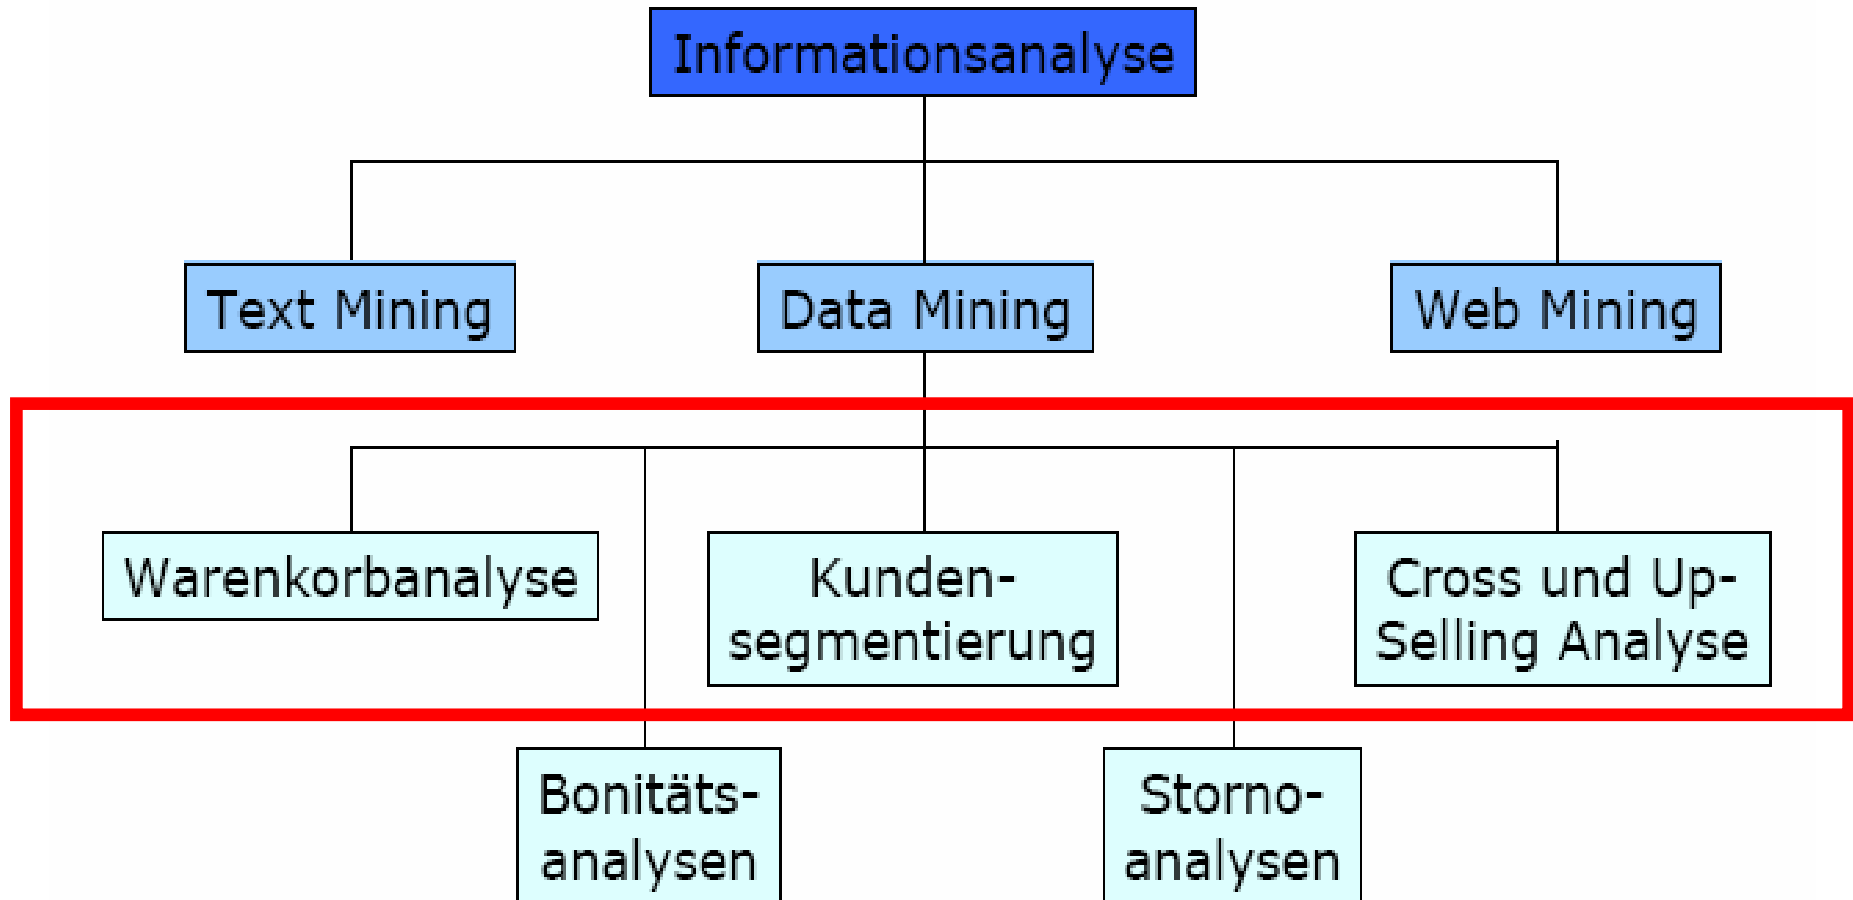 Informationsanalyse
Text Mining
Data Mining
Web Mining
Warenkorbanalyse
Kunden-
segmentierung
Cross und Up-
Selling Analyse
Bonitäts-
analysen
Storno-
analysen